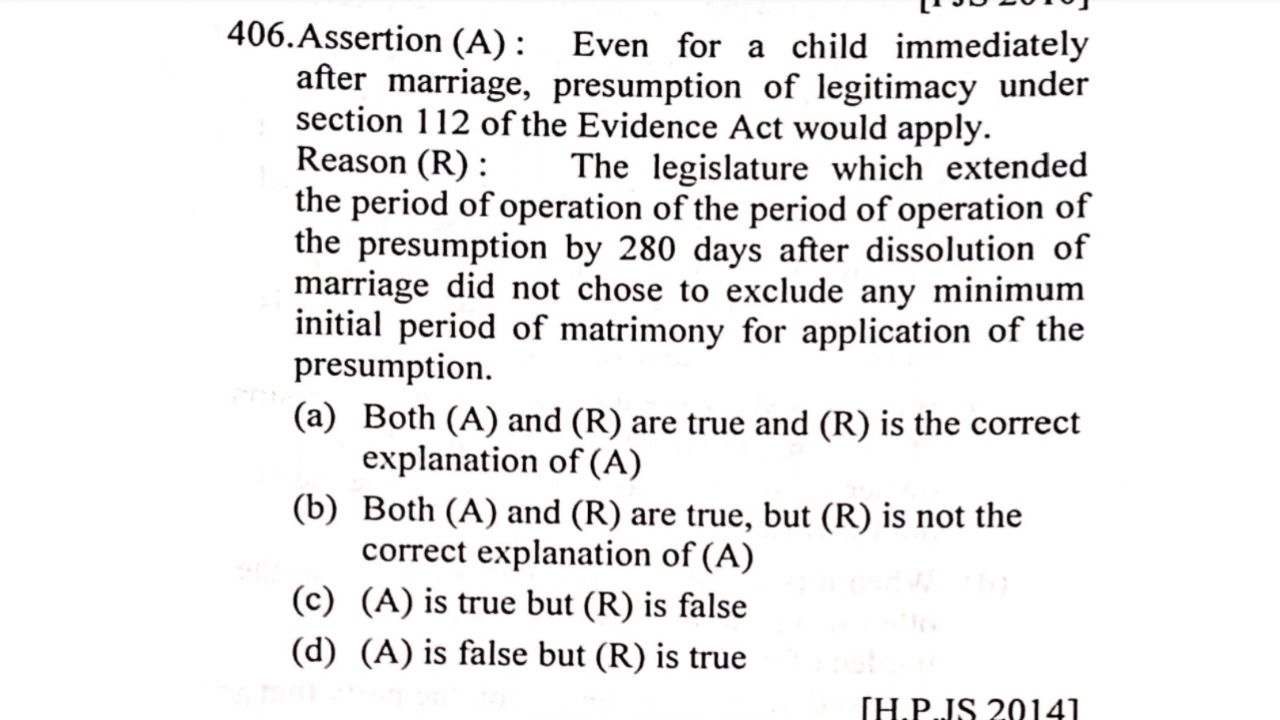 406.Assertion (A) : Even for a child immediately
after marriage, presumption of legitimacy under
section 112 of the Evidence Act would apply.
Reason (R) : The legislature which extended
the period of operation of the period of operation of
the presumption by 280 days after dissolution of
marriage did not chose to exclude any minimum
initial period of matrimony for application of the
presumption.
(a) Both (A) and (R) are true and (R) is the correct
explanation of (A)
(b) Both (A) and (R) are true, but (R) is not the
correct explanation of (A)
(c) (A) is true but (R) is false
(d) (A) is false but (R) is true
[H.P.JS 2014]